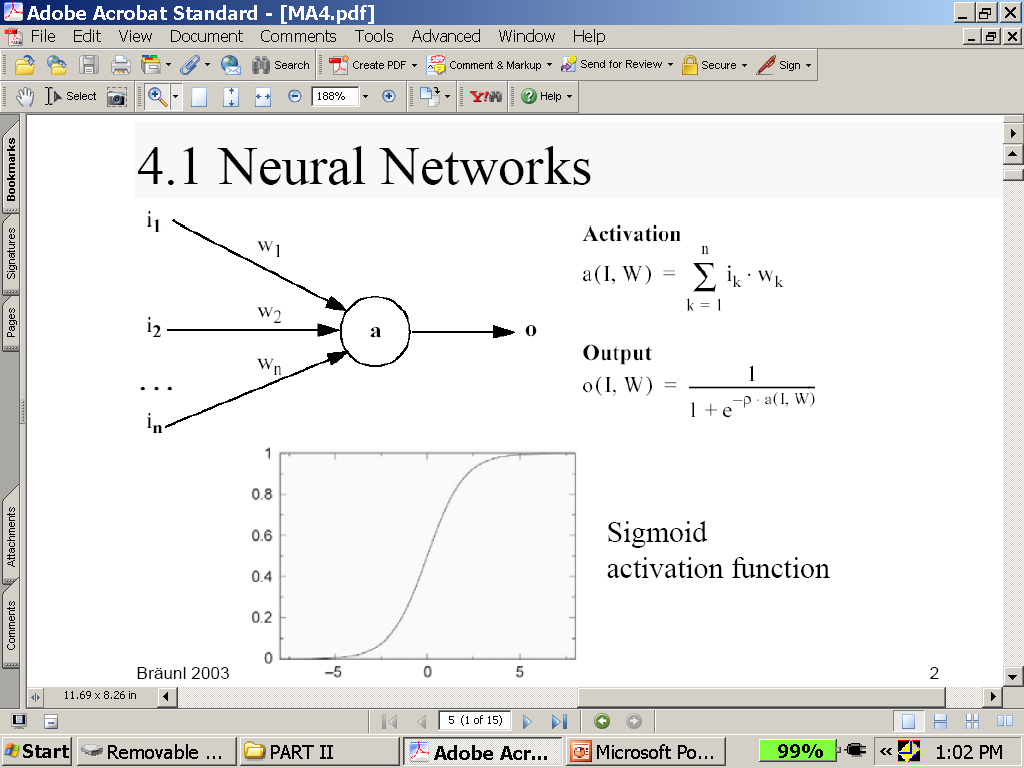 Adobe Acrobat Standard - [MA4.pdf]
File Edit View Document Comments Tools Advanced Window Help
Search Create PDF Comment & Markup Send for Review Secure Sign
Select 188% Y! Help
Bookmarks
Signatures
Pages
Attachments
Comments
4.1 Neural Networks
i1
w1
i2
w2
a
o
wn
...
in
Activation
a(I, W) = n ∑ k = 1 ik · wk
Output
o(I, W) = 1 / 1 + e^−ρ · a(I, W)
1
0.8
0.6
0.4
0.2
0
−5 0 5
Sigmoid
activation function
Bräunl 2003
2
11.69 x 8.26 in
5 (1 of 15)
Start Removable ... PART II Adobe Acr... Microsoft Po... 99% « 1:02 PM